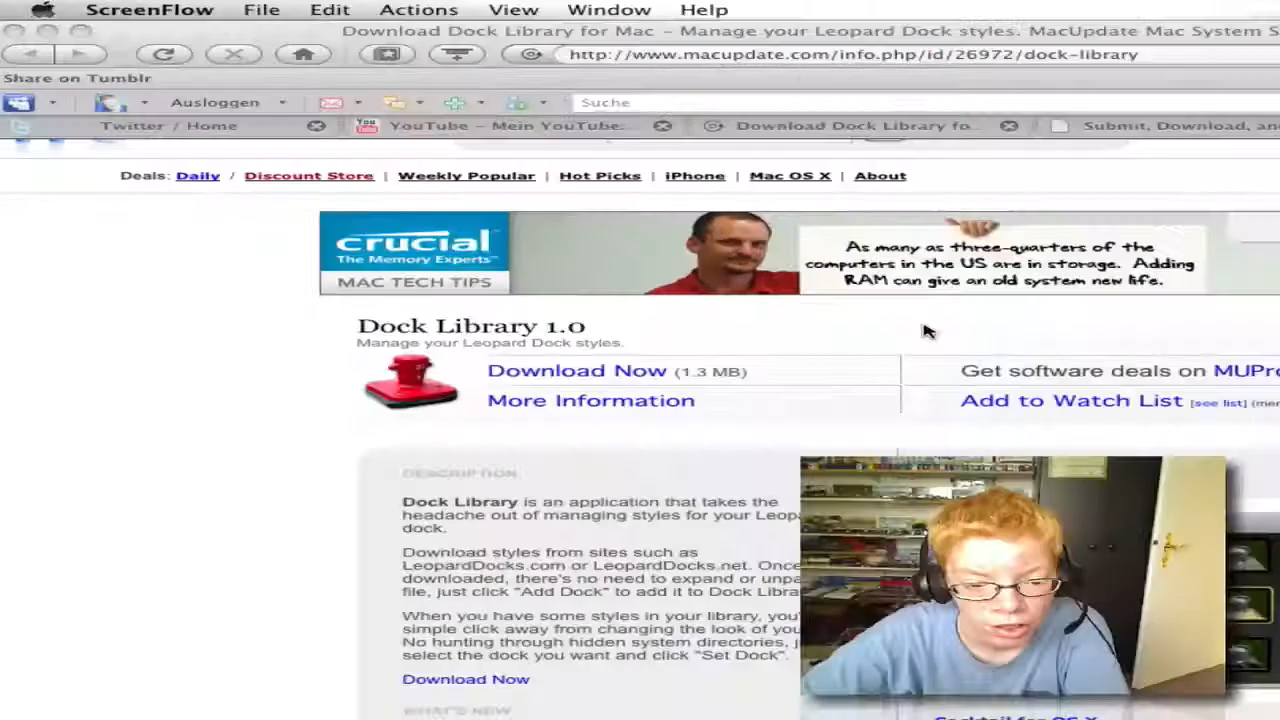 ScreenFlow File Edit Actions View Window Help
Download Dock Library for Mac - Manage your Leopard Dock styles. MacUpdate Mac System S
http://www.macupdate.com/info.php/id/26972/dock-library
Share on Tumblr
Ausloggen Suche
Twitter / Home YouTube - Mein YouTube: Download Dock Library fo... Submit, Download, an
Deals: Daily / Discount Store | Weekly Popular | Hot Picks | iPhone | Mac OS X | About
crucial
The Memory Experts
MAC TECH TIPS
As many as three-quarters of the
computers in the US are in storage. Adding
RAM can give an old system new life.
Dock Library 1.0
Manage your Leopard Dock styles.
Download Now (1.3 MB) Get software deals on MUPro
More Information Add to Watch List [see list] (mem
DESCRIPTION
Dock Library is an application that takes the
headache out of managing styles for your Leopa
dock.
Download styles from sites such as
LeopardDocks.com or LeopardDocks.net. Once
downloaded, there's no need to expand or unpa
file, just click "Add Dock" to add it to Dock Libra
When you have some styles in your library, you'
simple click away from changing the look of you
No hunting through hidden system directories, j
select the dock you want and click "Set Dock".
Download Now
WHAT'S NEW
Cocktail for OS X